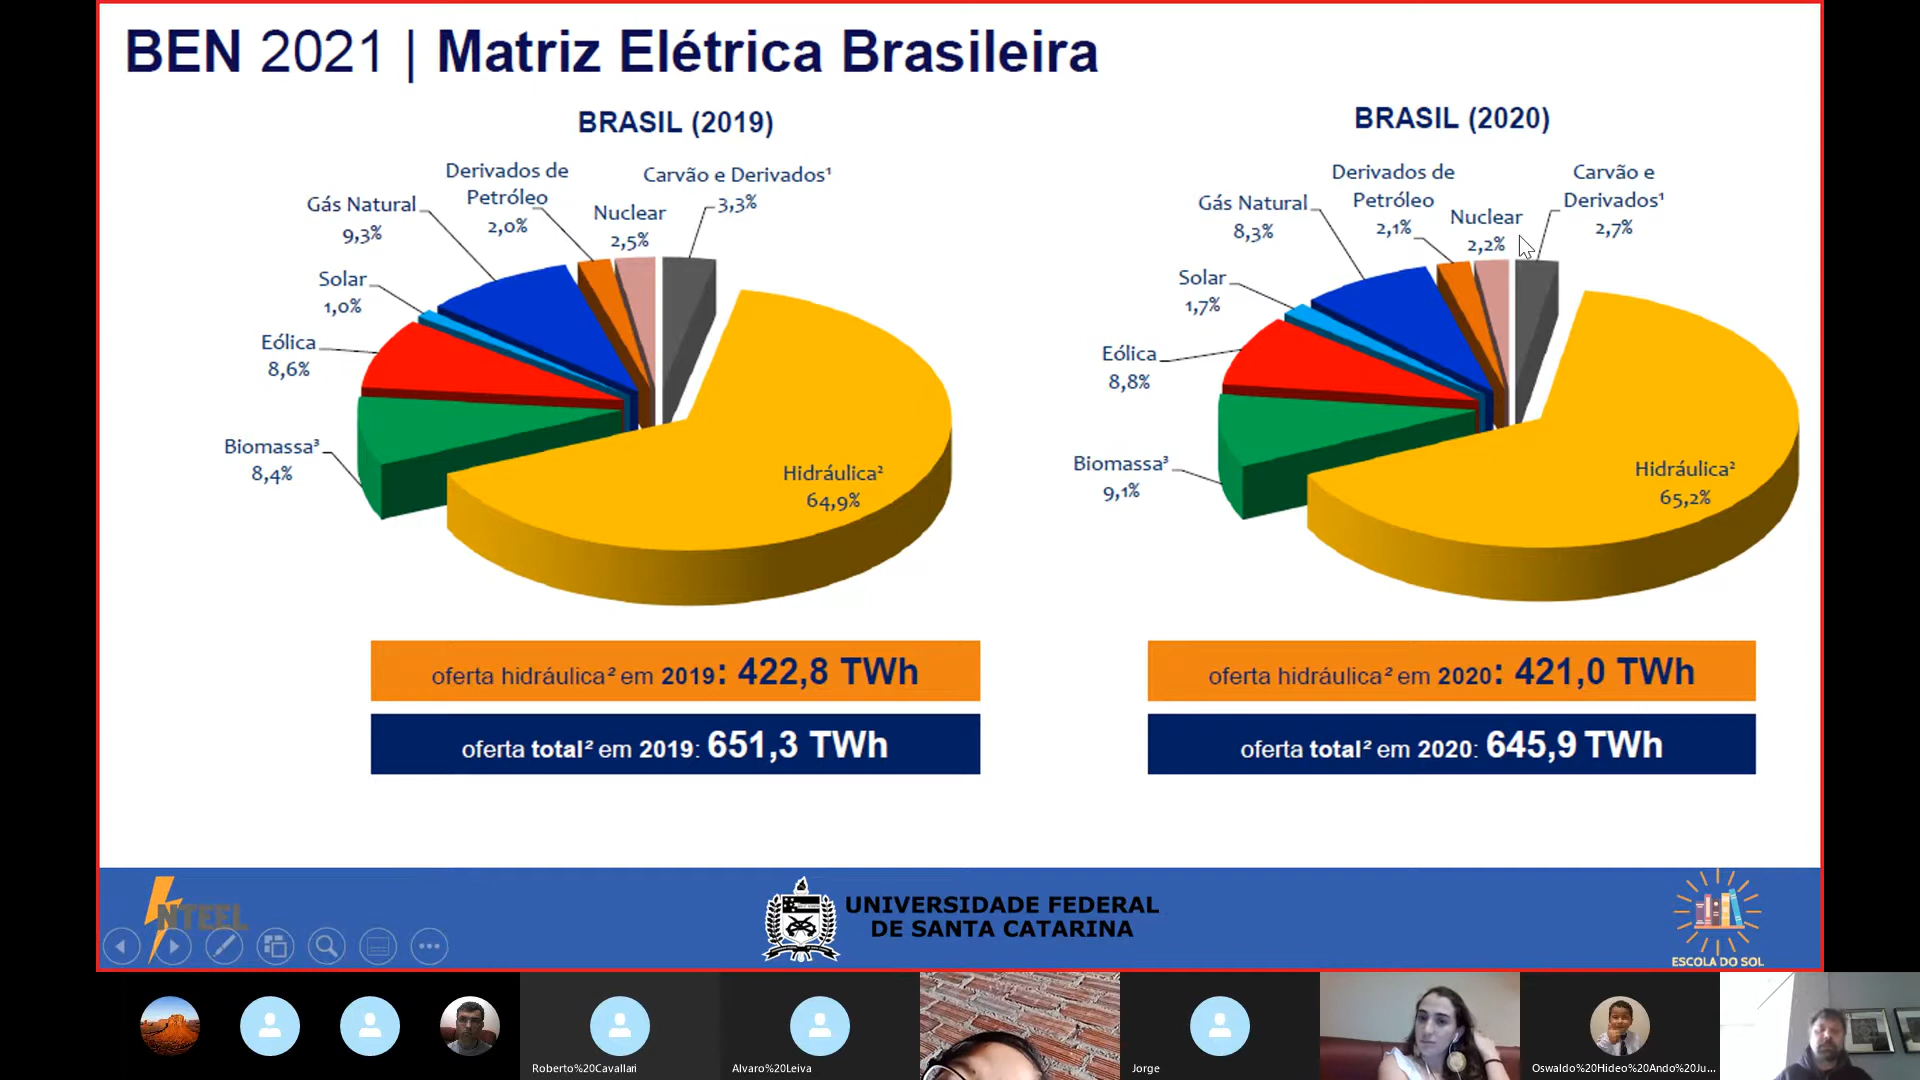 BEN 2021 | Matriz Elétrica Brasileira
BRASIL (2019)
Derivados de
Petróleo
2,0%
Carvão e Derivados¹
3,3%
Gás Natural
9,3%
Nuclear
2,5%
Solar
1,0%
Eólica
8,6%
Biomassa³
8,4%
Hidráulica²
64,9%
oferta hidráulica² em 2019: 422,8 TWh
oferta total² em 2019: 651,3 TWh
BRASIL (2020)
Derivados de
Petróleo
2,1%
Carvão e
Derivados¹
2,7%
Gás Natural
8,3%
Nuclear
2,2%
Solar
1,7%
Eólica
8,8%
Biomassa³
9,1%
Hidráulica²
65,2%
oferta hidráulica² em 2020: 421,0 TWh
oferta total² em 2020: 645,9 TWh
NTEEL
UNIVERSIDADE FEDERAL
DE SANTA CATARINA
ESCOLA DO SOL
Roberto%20Cavallari
Alvaro%20Leiva
Jorge
Oswaldo%20Hideo%20Ando%20Ju...